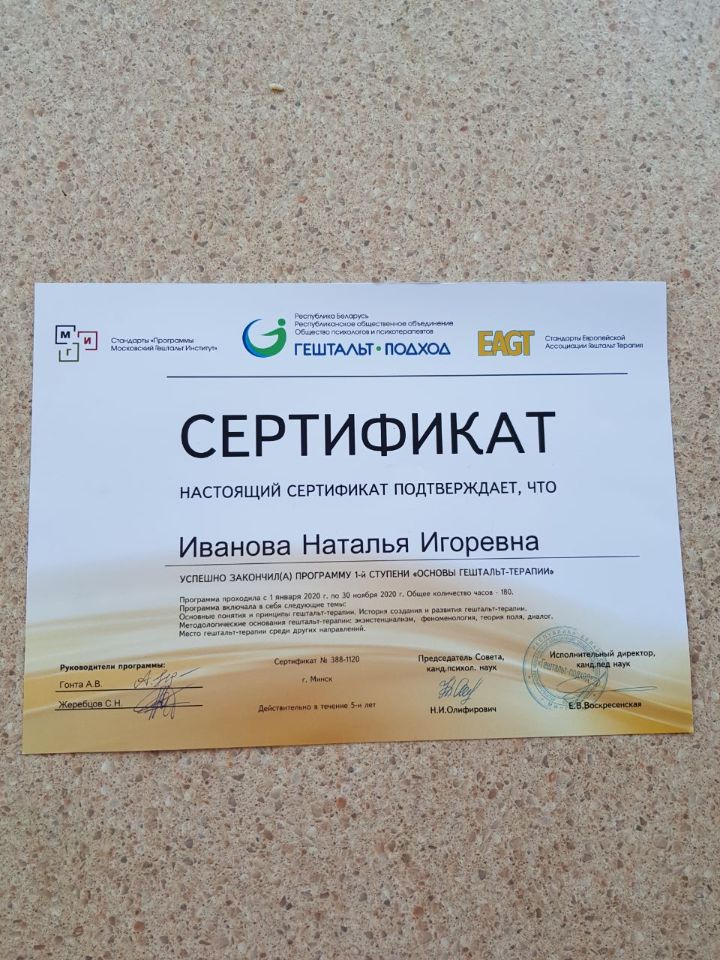 М
И
Г
Стандарты «Программы
Московский Гештальт Институт»
Республика Беларусь
Республиканское общественное объединение
Общество психологов и психотерапевтов
ГЕШТАЛЬТ•ПОДХОД
EAGT
Стандарты Европейской
Ассоциации Гештальт Терапия
СЕРТИФИКАТ
НАСТОЯЩИЙ СЕРТИФИКАТ ПОДТВЕРЖДАЕТ, ЧТО
Иванова Наталья Игоревна
УСПЕШНО ЗАКОНЧИЛ(А) ПРОГРАММУ 1-й СТУПЕНИ «ОСНОВЫ ГЕШТАЛЬТ-ТЕРАПИИ»
Программа проходила с 1 января 2020 г. по 30 ноября 2020 г. Общее количество часов - 180.
Программа включала в себя следующие темы:
Основные понятия и принципы гештальт-терапии. История создания и развития гештальт-терапии.
Методологические основания гештальт-терапии: экзистенциализм, феноменология, теория поля, диалог.
Место гештальт-терапии среди других направлений.
Руководители программы:
Гонта А.В.
Жеребцов С.Н.
Сертификат № 388-1120
г. Минск
Действительно в течение 5-и лет
Председатель Совета,
канд.психол. наук
Н.И.Олифирович
Исполнительный директор,
канд.пед наук
Е.В.Воскресенская
«Гештальт-подход»